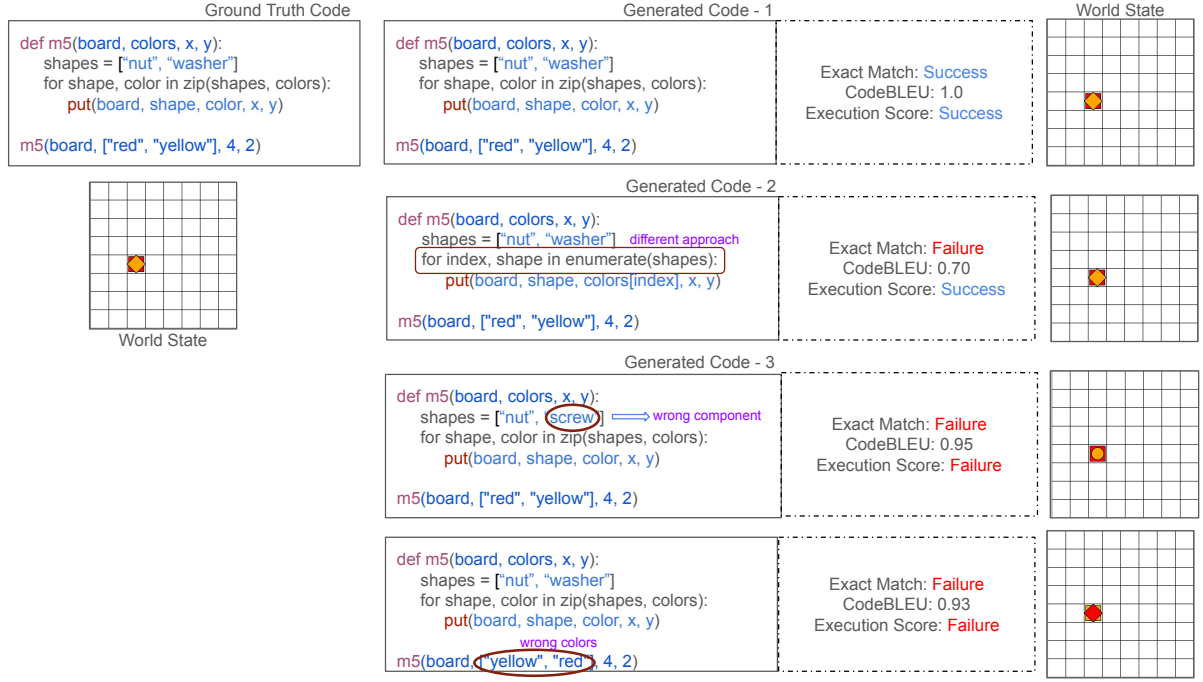 Ground Truth Code
def m5(board, colors, x, y):
shapes = [“nut”, “washer”]
for shape, color in zip(shapes, colors):
put(board, shape, color, x, y)
m5(board, ["red", "yellow"], 4, 2)
World State
Generated Code - 1
def m5(board, colors, x, y):
shapes = [“nut”, “washer”]
for shape, color in zip(shapes, colors):
put(board, shape, color, x, y)
m5(board, ["red", "yellow"], 4, 2)
Exact Match: Success
CodeBLEU: 1.0
Execution Score: Success
World State
Generated Code - 2
def m5(board, colors, x, y):
shapes = [“nut”, “washer”] different approach
for index, shape in enumerate(shapes):
put(board, shape, colors[index], x, y)
m5(board, ["red", "yellow"], 4, 2)
Exact Match: Failure
CodeBLEU: 0.70
Execution Score: Success
Generated Code - 3
def m5(board, colors, x, y):
shapes = [“nut”, “screw”] wrong component
for shape, color in zip(shapes, colors):
put(board, shape, color, x, y)
m5(board, ["red", "yellow"], 4, 2)
Exact Match: Failure
CodeBLEU: 0.95
Execution Score: Failure
def m5(board, colors, x, y):
shapes = [“nut”, “washer”]
for shape, color in zip(shapes, colors):
put(board, shape, color, x, y)
wrong colors
m5(board, ["yellow", "red"], 4, 2)
Exact Match: Failure
CodeBLEU: 0.93
Execution Score: Failure